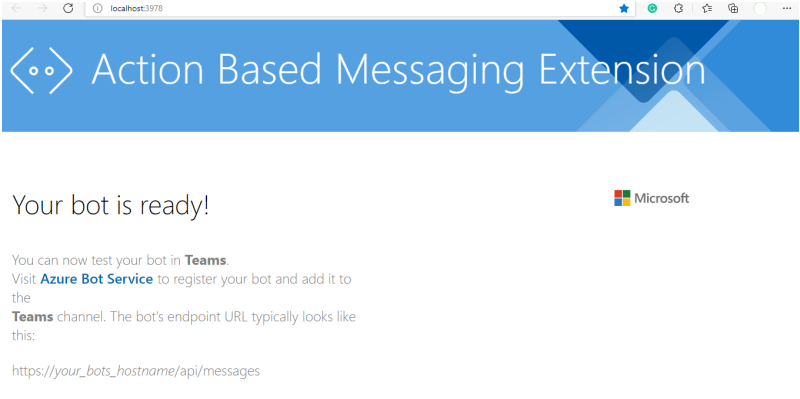 localhost:3978
Action Based Messaging Extension
Your bot is ready!
Microsoft
You can now test your bot in Teams.
Visit Azure Bot Service to register your bot and add it to
the
Teams channel. The bot's endpoint URL typically looks like
this:
https://your_bots_hostname/api/messages